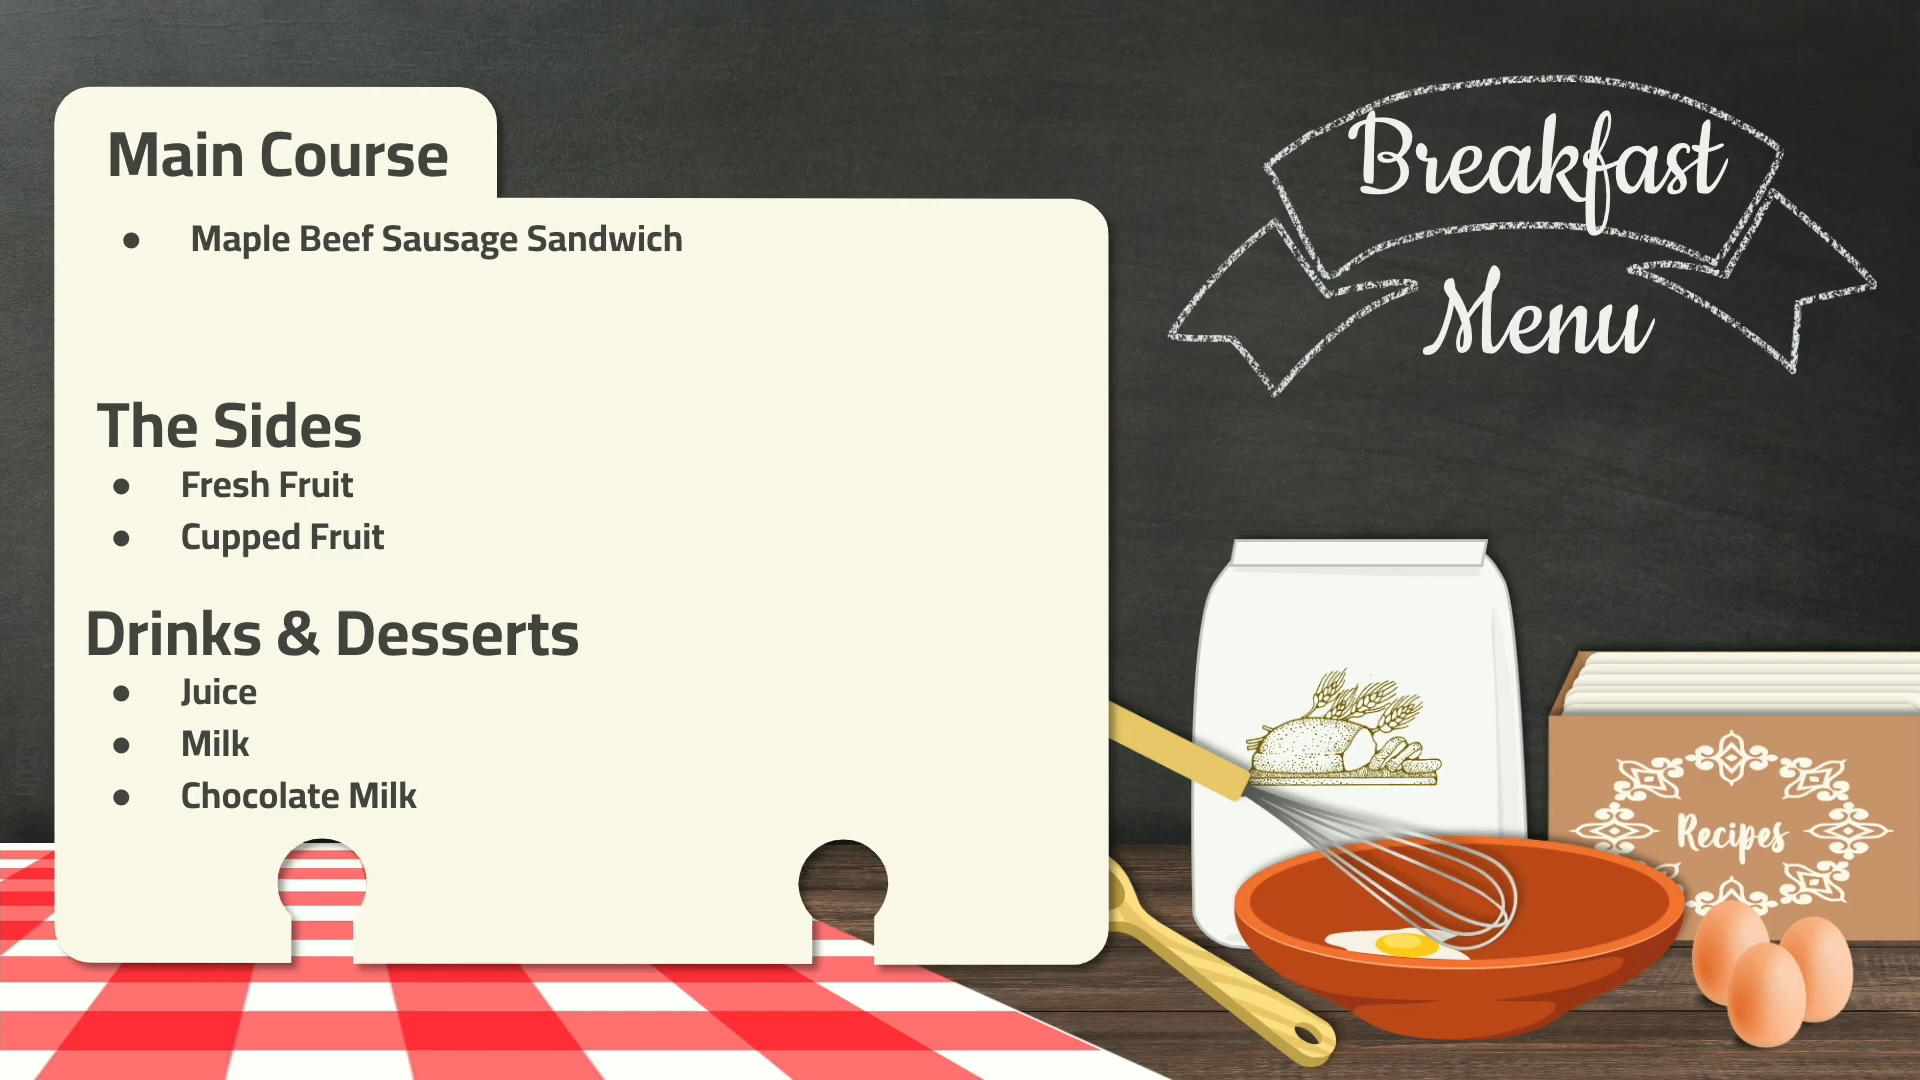 Main Course
● Maple Beef Sausage Sandwich
The Sides
● Fresh Fruit
● Cupped Fruit
Drinks & Desserts
● Juice
● Milk
● Chocolate Milk
Breakfast
Menu
Recipes